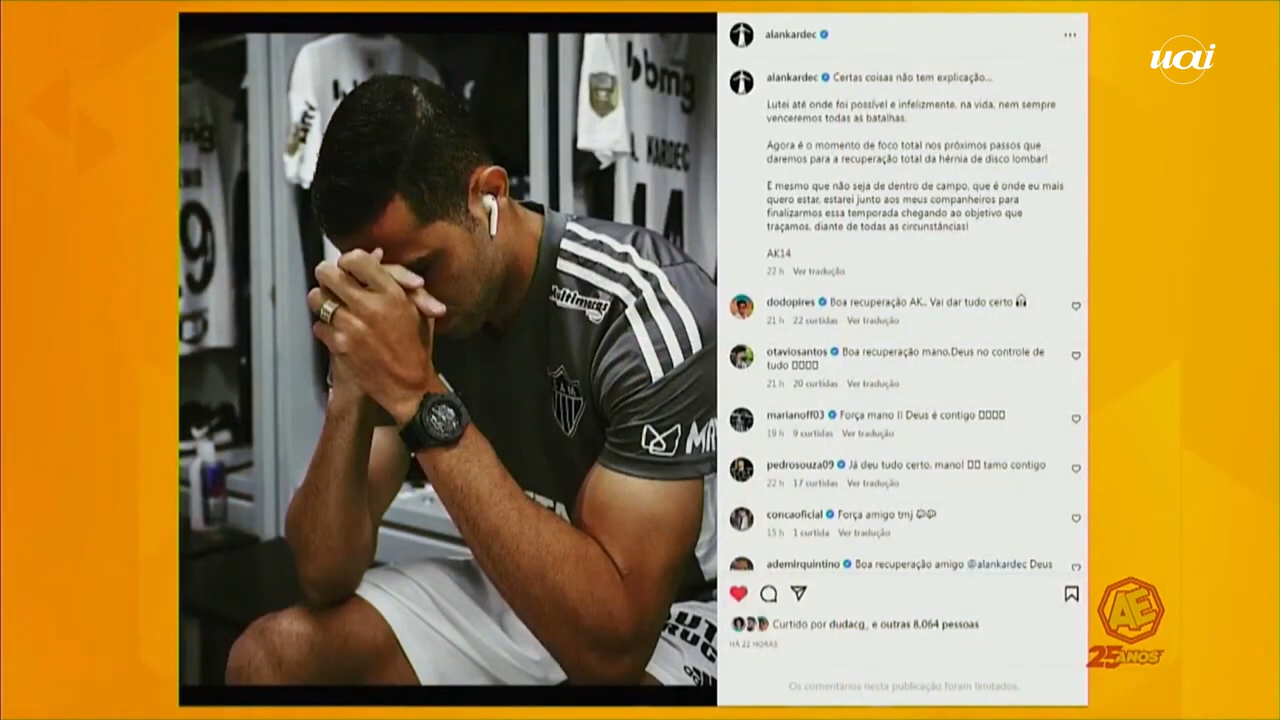 uai
alankardec
alankardec Certas coisas não tem explicação...
Lutei até onde foi possível e infelizmente, na vida, nem sempre
venceremos todas as batalhas.
Agora é o momento de foco total nos próximos passos que
daremos para a recuperação total da hérnia de disco lombar!
E mesmo que não seja de dentro de campo, que é onde eu mais
quero estar, estarei junto aos meus companheiros para
finalizarmos essa temporada chegando ao objetivo que
traçamos, diante de todas as circunstâncias!
AK14
22 h Ver tradução
dodopires Boa recuperação AK.. Vai dar tudo certo
21 h 22 curtidas Ver tradução
otaviosantos Boa recuperação mano.Deus no controle de
tudo
21 h 20 curtidas Ver tradução
marianoff03 Força mano !! Deus é contigo
19 h 9 curtidas Ver tradução
pedrosouza09 Já deu tudo certo, mano! tamo contigo
22 h 17 curtidas Ver tradução
concaoficial Força amigo tmj
15 h 1 curtida Ver tradução
ademirquintino Boa recuperação amigo @alankardec Deus
Curtido por dudacg_ e outras 8.064 pessoas
HÁ 22 HORAS
Os comentários nesta publicação foram limitados.
AE
25 ANOS
bmg
KARDEC
14
multimarcas
CAM